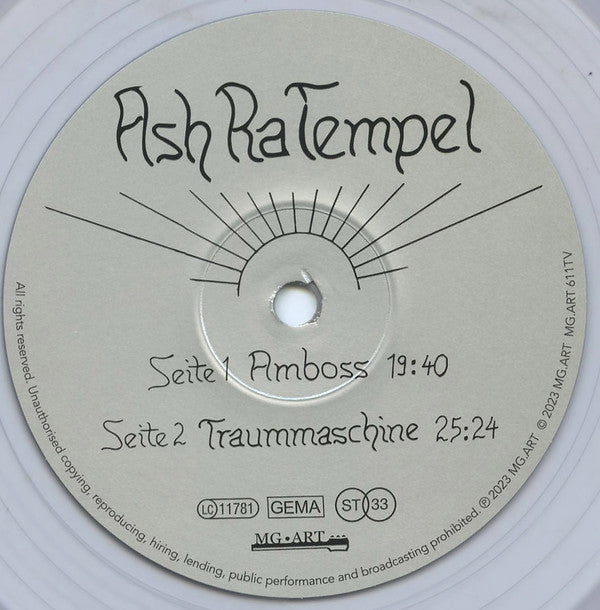 Ash Ra Tempel
Seite 1 Amboss 19:40
Seite 2 Traummaschine 25:24
LC 11781 GEMA ST 33
MG•ART
All rights reserved. Unauthorised copying, reproducing, hiring, lending, public performance and broadcasting prohibited. ℗ 2023 MG.ART © 2023 MG.ART MG.ART 611TV